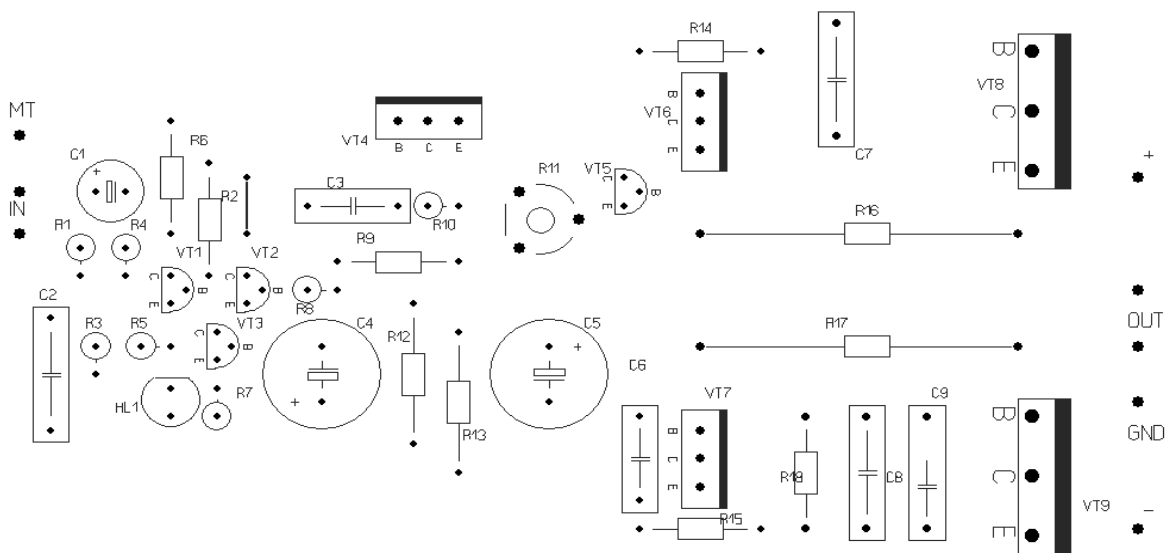 R14
B
VT8
VT6
B
MT
C
C
R6
VT4
B C E
E
C7
+
C1
+
E
R11
VT5
C
C3
B
IN
R2
E
R1
R4
R10
R16
R9
VT1
VT2
C
B
C
B
C2
E
E
R8
R3
R5
VT3
C
C4
C5
R17
OUT
R12
B
+
E
C6
HL1
R7
+
VT7
C9
B
B
GND
R13
C
R18
C8
C
E
VT9
R15
E
−